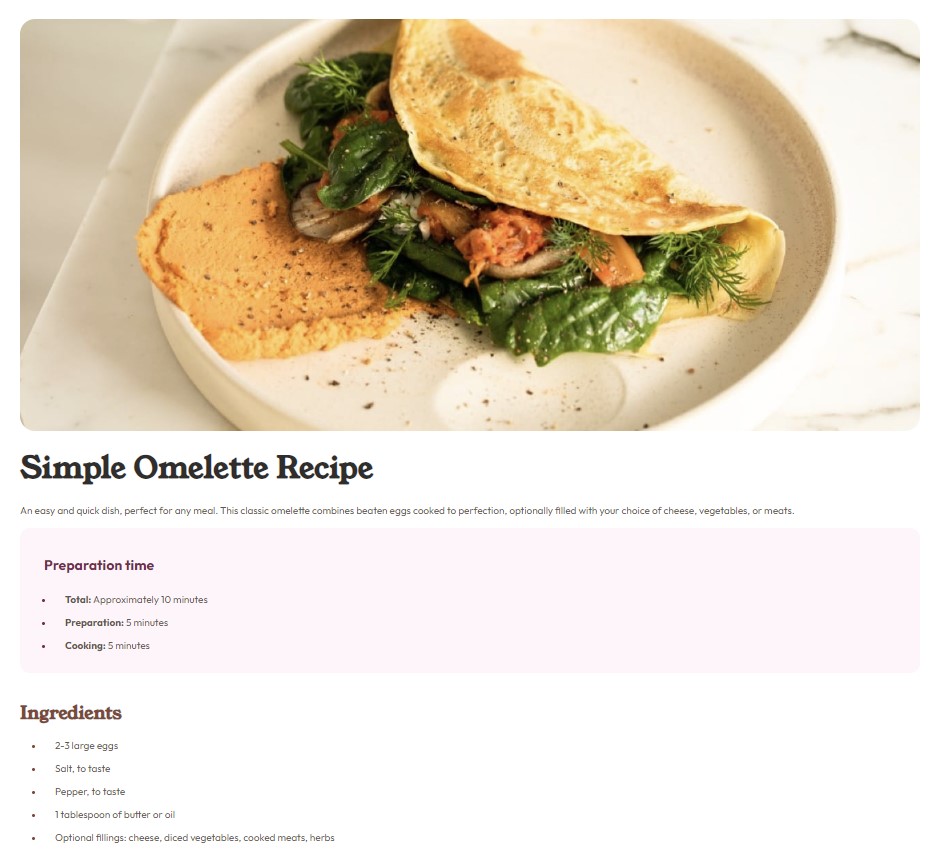 Simple Omelette Recipe
An easy and quick dish, perfect for any meal. This classic omelette combines beaten eggs cooked to perfection, optionally filled with your choice of cheese, vegetables, or meats.
Preparation time
• Total: Approximately 10 minutes
• Preparation: 5 minutes
• Cooking: 5 minutes
Ingredients
• 2-3 large eggs
• Salt, to taste
• Pepper, to taste
• 1 tablespoon of butter or oil
• Optional fillings: cheese, diced vegetables, cooked meats, herbs